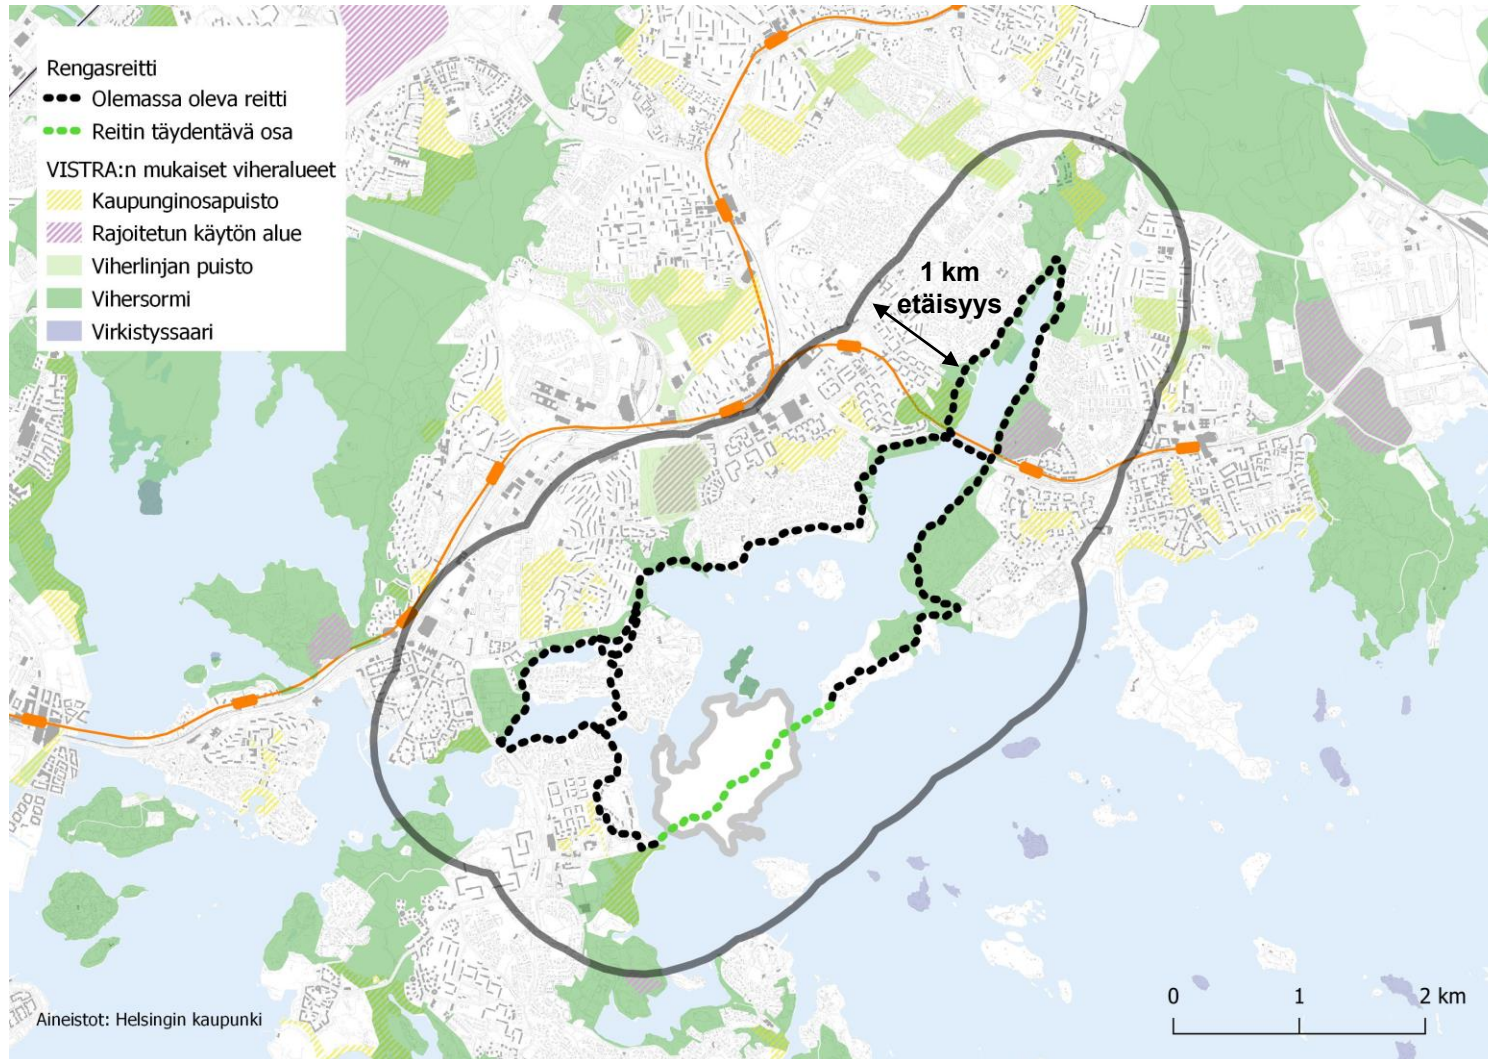 Rengasreitti
Olemassa oleva reitti
Reitin täydentävä osa
VISTRA:n mukaiset viheralueet
Kaupunginosapuisto
Rajoitetun käytön alue
Viherlinjan puisto
Vihersormi
Virkistyssaari
1 km
etäisyys
0 1 2 km
Aineistot: Helsingin kaupunki